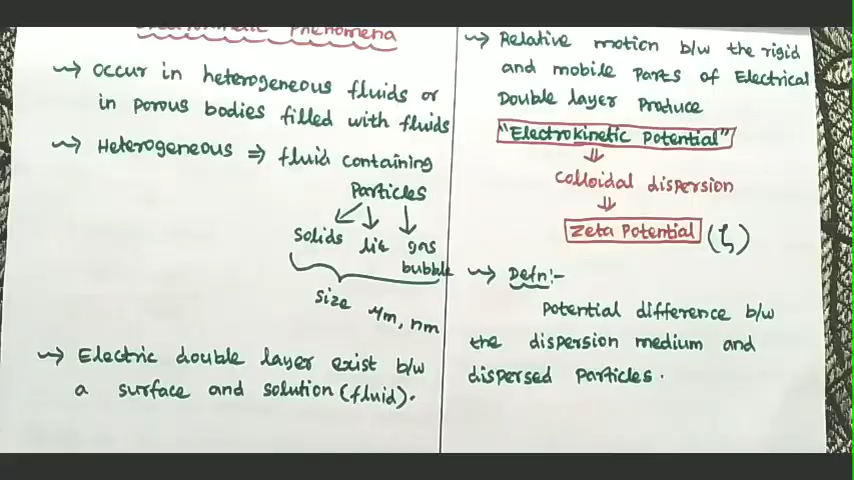 Phenomena
→ occur in heterogeneous fluids or
in porous bodies filled with fluids
→ Heterogeneous ⇒ fluid containing
Particles
solids liq gas
bubble
size μm, nm
→ Electric double layer exist b/w
a surface and solution (fluid).
→ Relative motion b/w the rigid
and mobile Parts of Electrical
Double layer Produce
"Electrokinetic Potential"
⇓
Colloidal dispersion
⇓
Zeta Potential (ζ)
→ Defn:-
Potential difference b/w
the dispersion medium and
dispersed Particles.